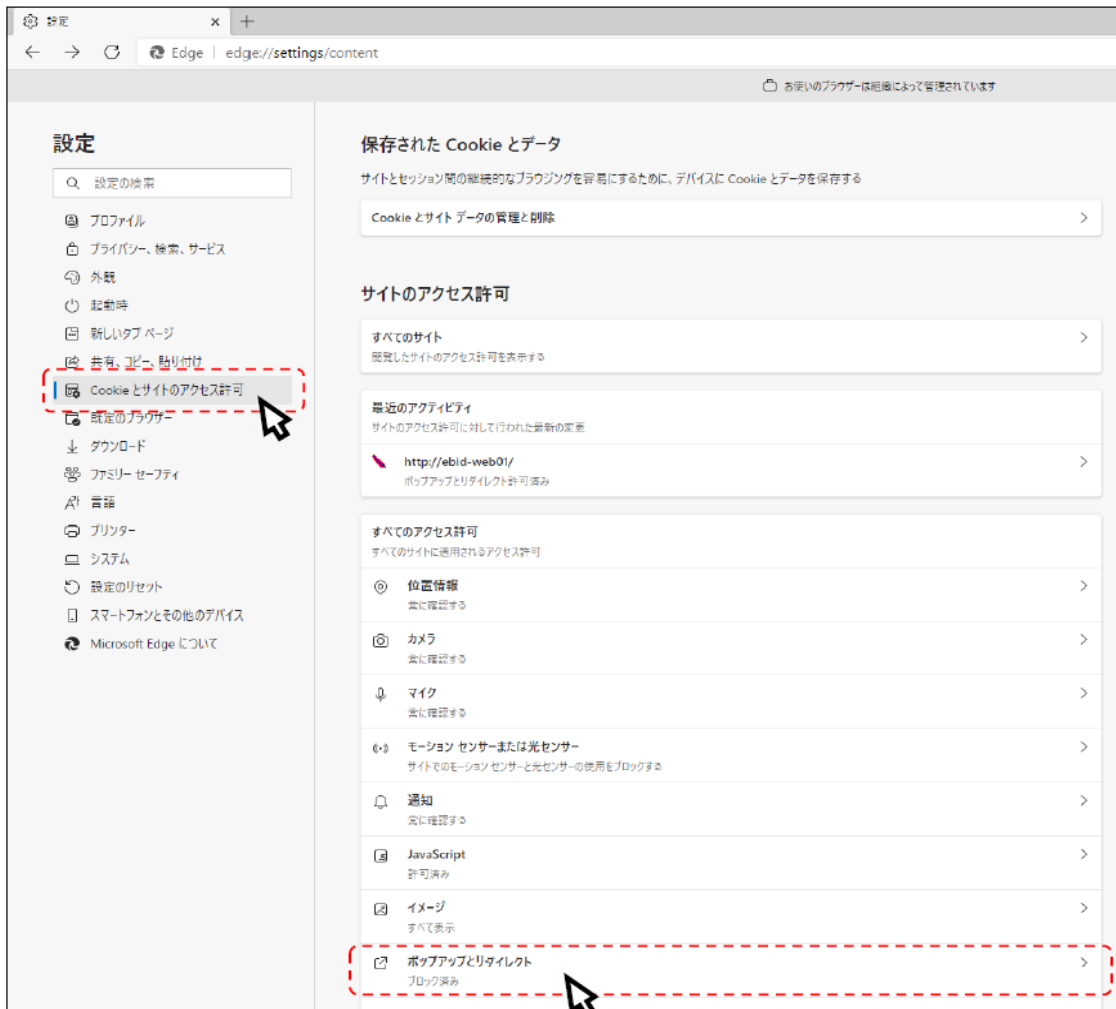 設定
Edge edge://settings/content
お使いのブラウザーは組織によって管理されています
設定
設定の検索
プロファイル
プライバシー、検索、サービス
外観
起動時
新しいタブ ページ
共有、コピー、貼り付け
Cookie とサイトのアクセス許可
既定のブラウザー
ダウンロード
ファミリー セーフティ
言語
プリンター
システム
設定のリセット
スマートフォンとその他のデバイス
Microsoft Edge について
保存された Cookie とデータ
サイトとセッション間の継続的なブラウジングを容易にするために、デバイスに Cookie とデータを保存する
Cookie とサイト データの管理と削除
サイトのアクセス許可
すべてのサイト
閲覧したサイトのアクセス許可を表示する
最近のアクティビティ
サイトのアクセス許可に対して行われた最新の変更
http://ebid-web01/
ポップアップとリダイレクト許可済み
すべてのアクセス許可
すべてのサイトに適用されるアクセス許可
位置情報
常に確認する
カメラ
常に確認する
マイク
常に確認する
モーション センサーまたは光センサー
サイトでのモーション センサーと光センサーの使用をブロックする
通知
常に確認する
JavaScript
許可済み
イメージ
すべて表示
ポップアップとリダイレクト
ブロック済み